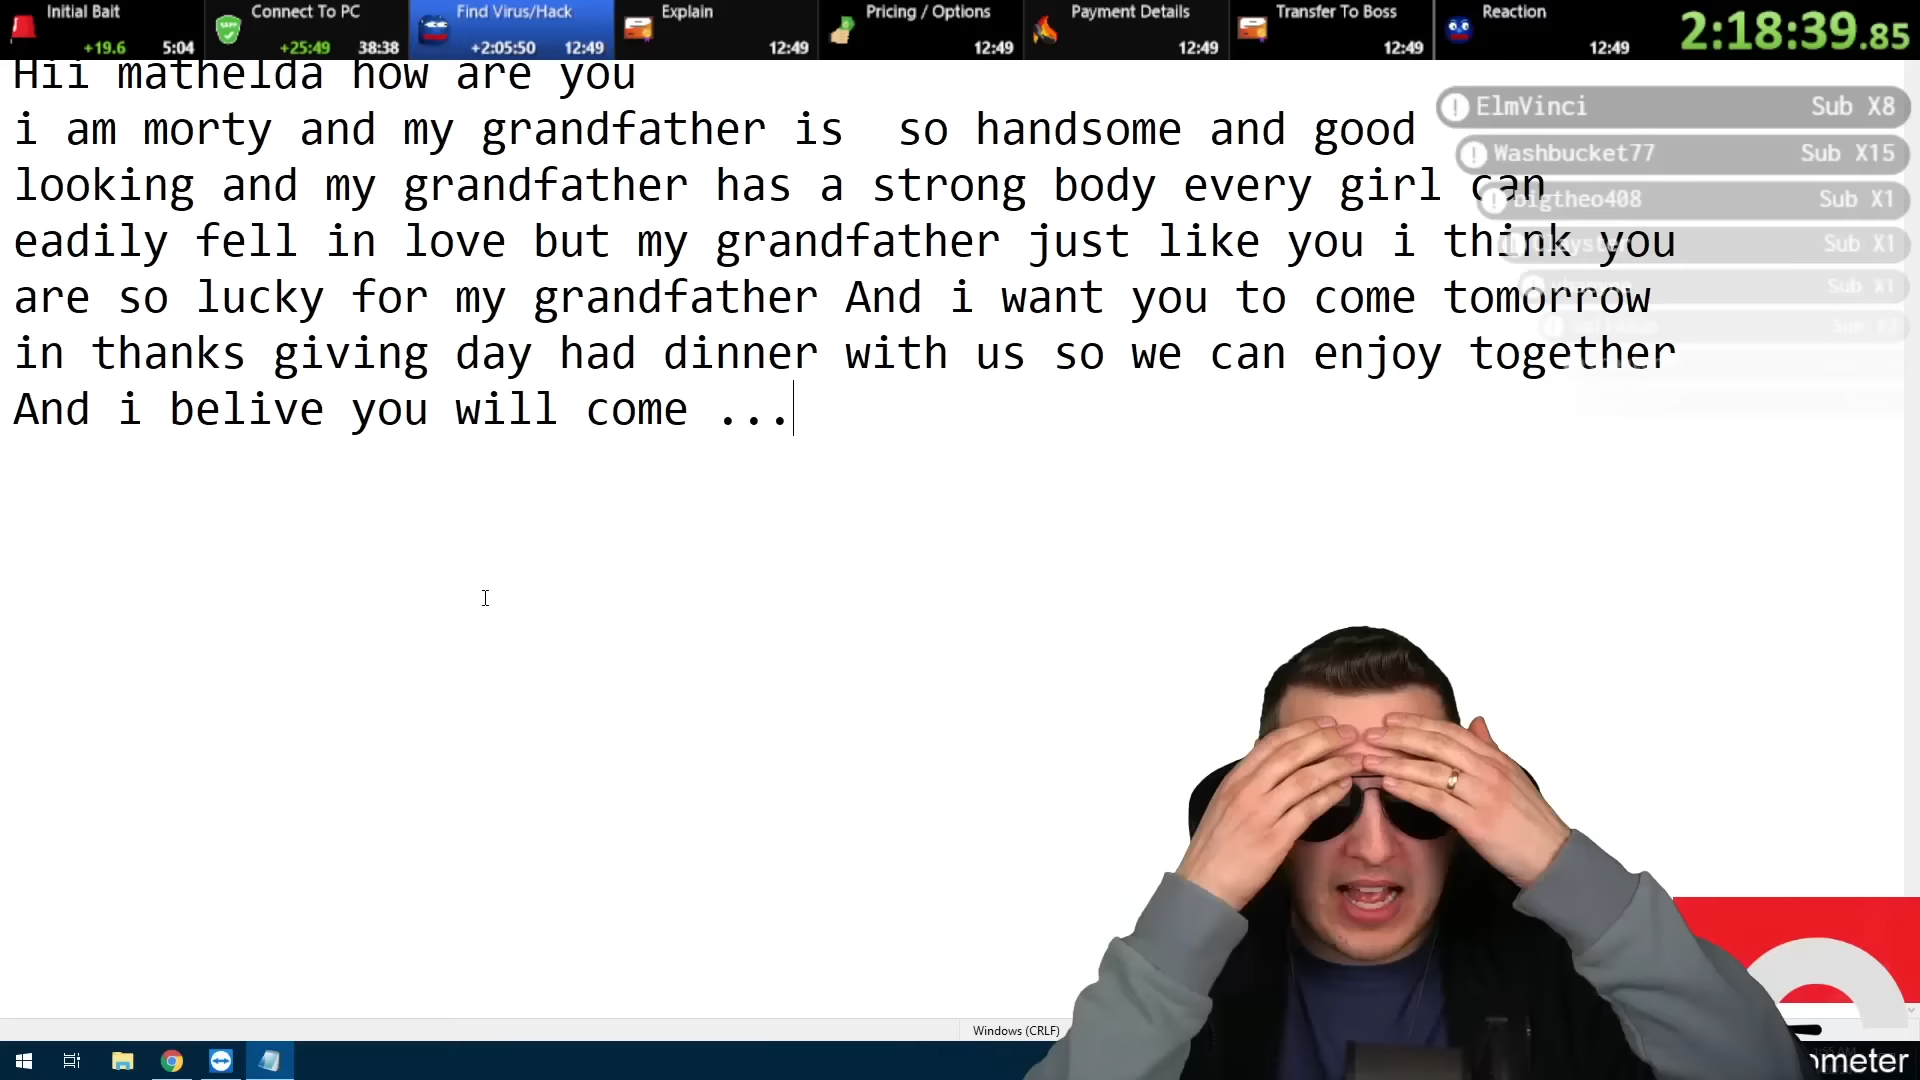 Initial Bait
+19.6 5:04
Connect To PC
+25:49 38:38
Find Virus/Hack
+2:05:50 12:49
Explain
12:49
Pricing / Options
12:49
Payment Details
12:49
Transfer To Boss
12:49
Reaction
12:49
2:18:39.85
Hii mathelda how are you
i am morty and my grandfather is  so handsome and good
looking and my grandfather has a strong body every girl can
eadily fell in love but my grandfather just like you i think you
are so lucky for my grandfather And i want you to come tomorrow
in thanks giving day had dinner with us so we can enjoy together
And i belive you will come ...
ElmVinci Sub X8
Washbucket77 Sub X15
bigtheo408 Sub X1
Sub X1
Sub X1
Windows (CRLF)
ometer